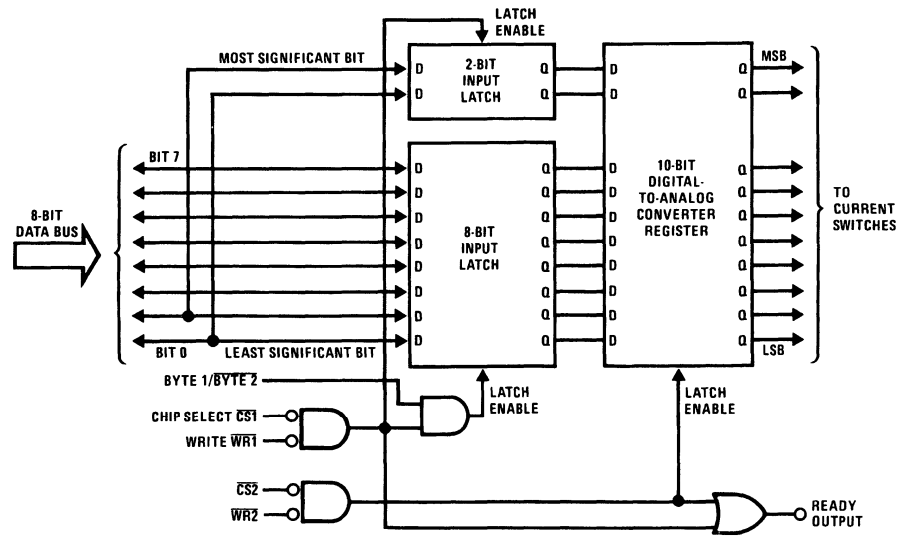 LATCH
ENABLE
MOST SIGNIFICANT BIT
D
D
2-BIT
INPUT
LATCH
Q
Q
D
D
Q
Q
MSB
BIT 7
8-BIT
DATA BUS
D
D
D
D
D
D
D
D
8-BIT
INPUT
LATCH
Q
Q
Q
Q
Q
Q
Q
Q
D
D
D
D
D
D
D
D
10-BIT
DIGITAL-
TO-ANALOG
CONVERTER
REGISTER
Q
Q
Q
Q
Q
Q
Q
Q
TO
CURRENT
SWITCHES
BIT 0
LEAST SIGNIFICANT BIT
LSB
BYTE 1/BYTE 2
LATCH
ENABLE
LATCH
ENABLE
CHIP SELECT CS1
WRITE WR1
CS2
WR2
READY
OUTPUT